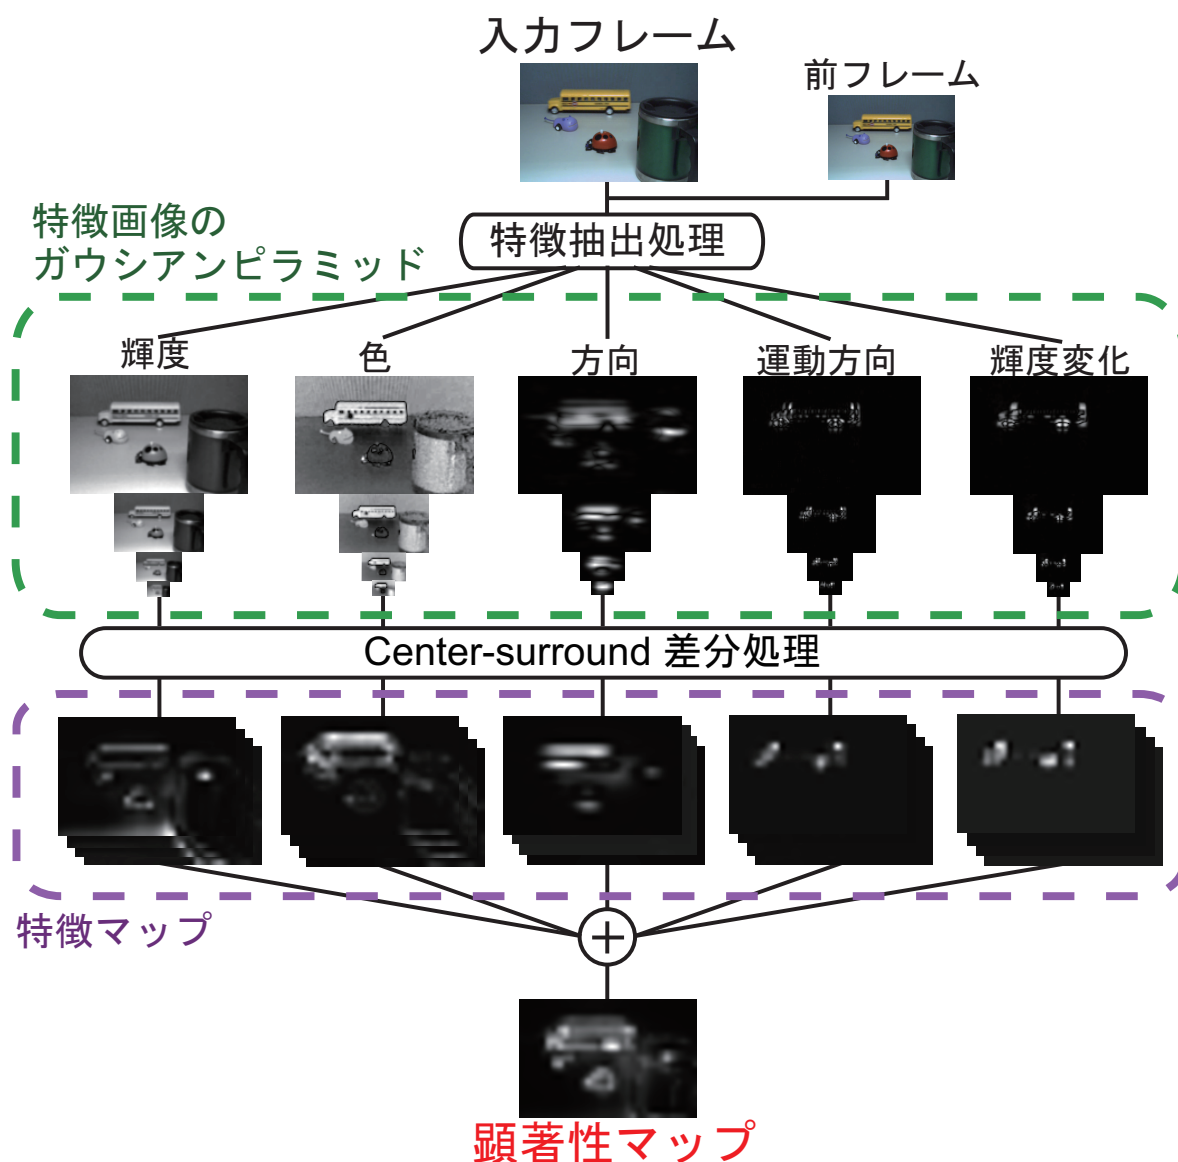 入力フレーム
前フレーム
特徴画像の
ガウシアンピラミッド
特徴抽出処理
輝度
色
方向
運動方向
輝度変化
Center-surround 差分処理
特徴マップ
顕著性マップ